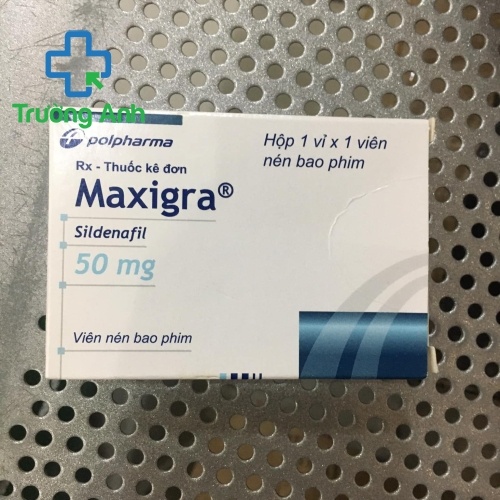 Trường Anh
polpharma
Hộp 1 vỉ x 1 viên
nén bao phim
Rx - Thuốc kê đơn
Maxigra®
Sildenafil
50 mg
Viên nén bao phim